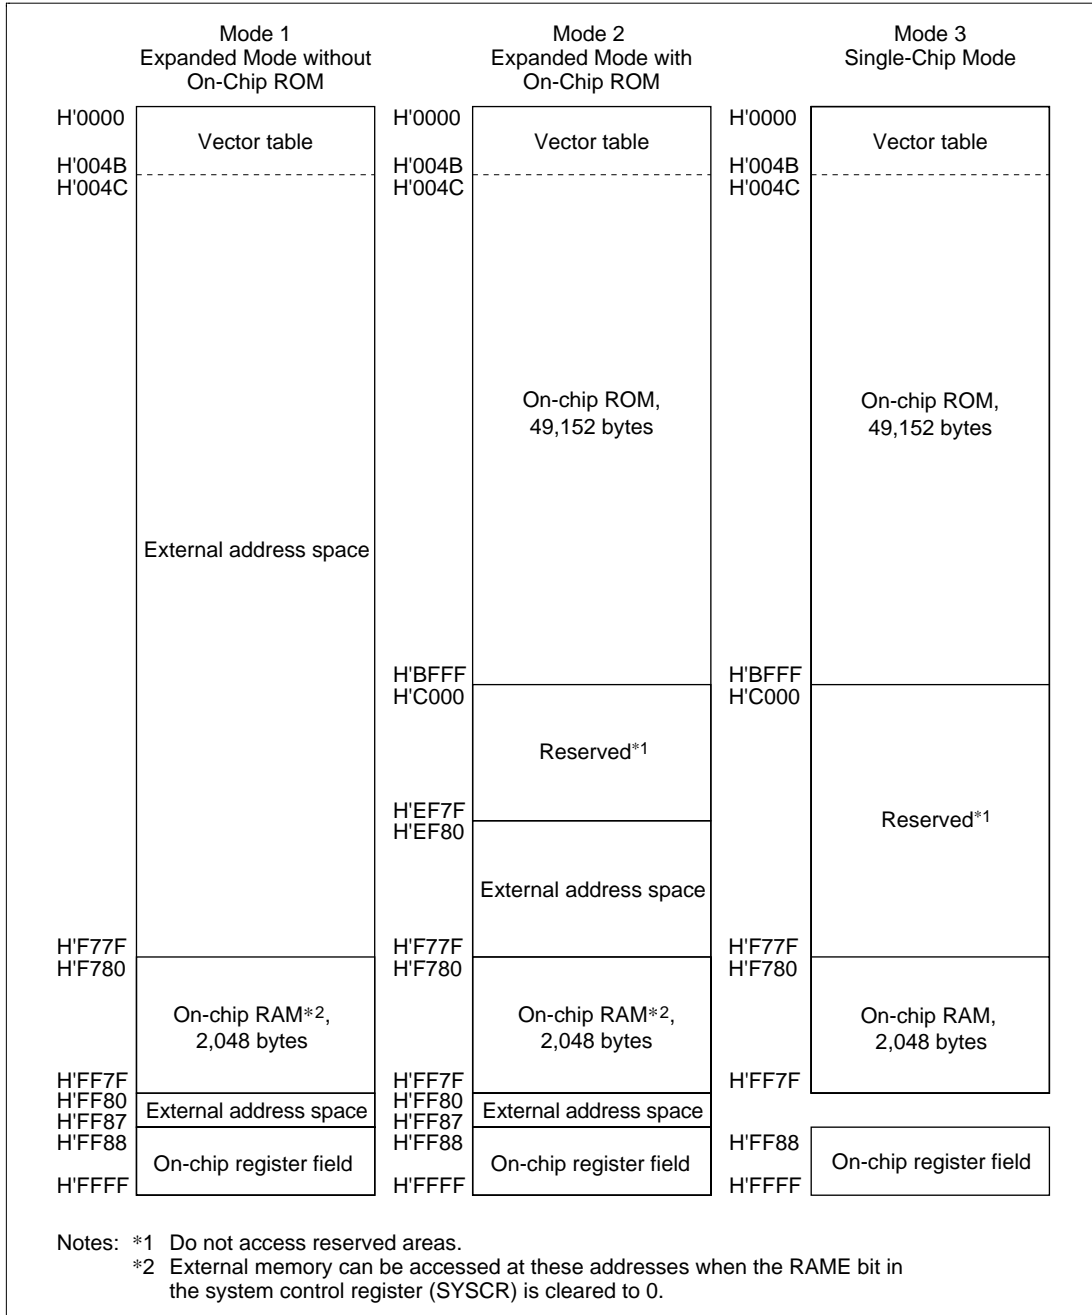 Mode 1
Expanded Mode without
On-Chip ROM
Mode 2
Expanded Mode with
On-Chip ROM
Mode 3
Single-Chip Mode
H'0000
Vector table
H'004B
H'004C
External address space
H'F77F
H'F780
On-chip RAM*2,
2,048 bytes
H'FF7F
H'FF80
External address space
H'FF87
H'FF88
On-chip register field
H'FFFF
H'0000
Vector table
H'004B
H'004C
On-chip ROM,
49,152 bytes
H'BFFF
H'C000
Reserved*1
H'EF7F
H'EF80
External address space
H'F77F
H'F780
On-chip RAM*2,
2,048 bytes
H'FF7F
H'FF80
External address space
H'FF87
H'FF88
On-chip register field
H'FFFF
H'0000
Vector table
H'004B
H'004C
On-chip ROM,
49,152 bytes
H'BFFF
H'C000
Reserved*1
H'F77F
H'F780
On-chip RAM,
2,048 bytes
H'FF7F
H'FF88
On-chip register field
H'FFFF
Notes: *1 Do not access reserved areas.
*2 External memory can be accessed at these addresses when the RAME bit in
the system control register (SYSCR) is cleared to 0.